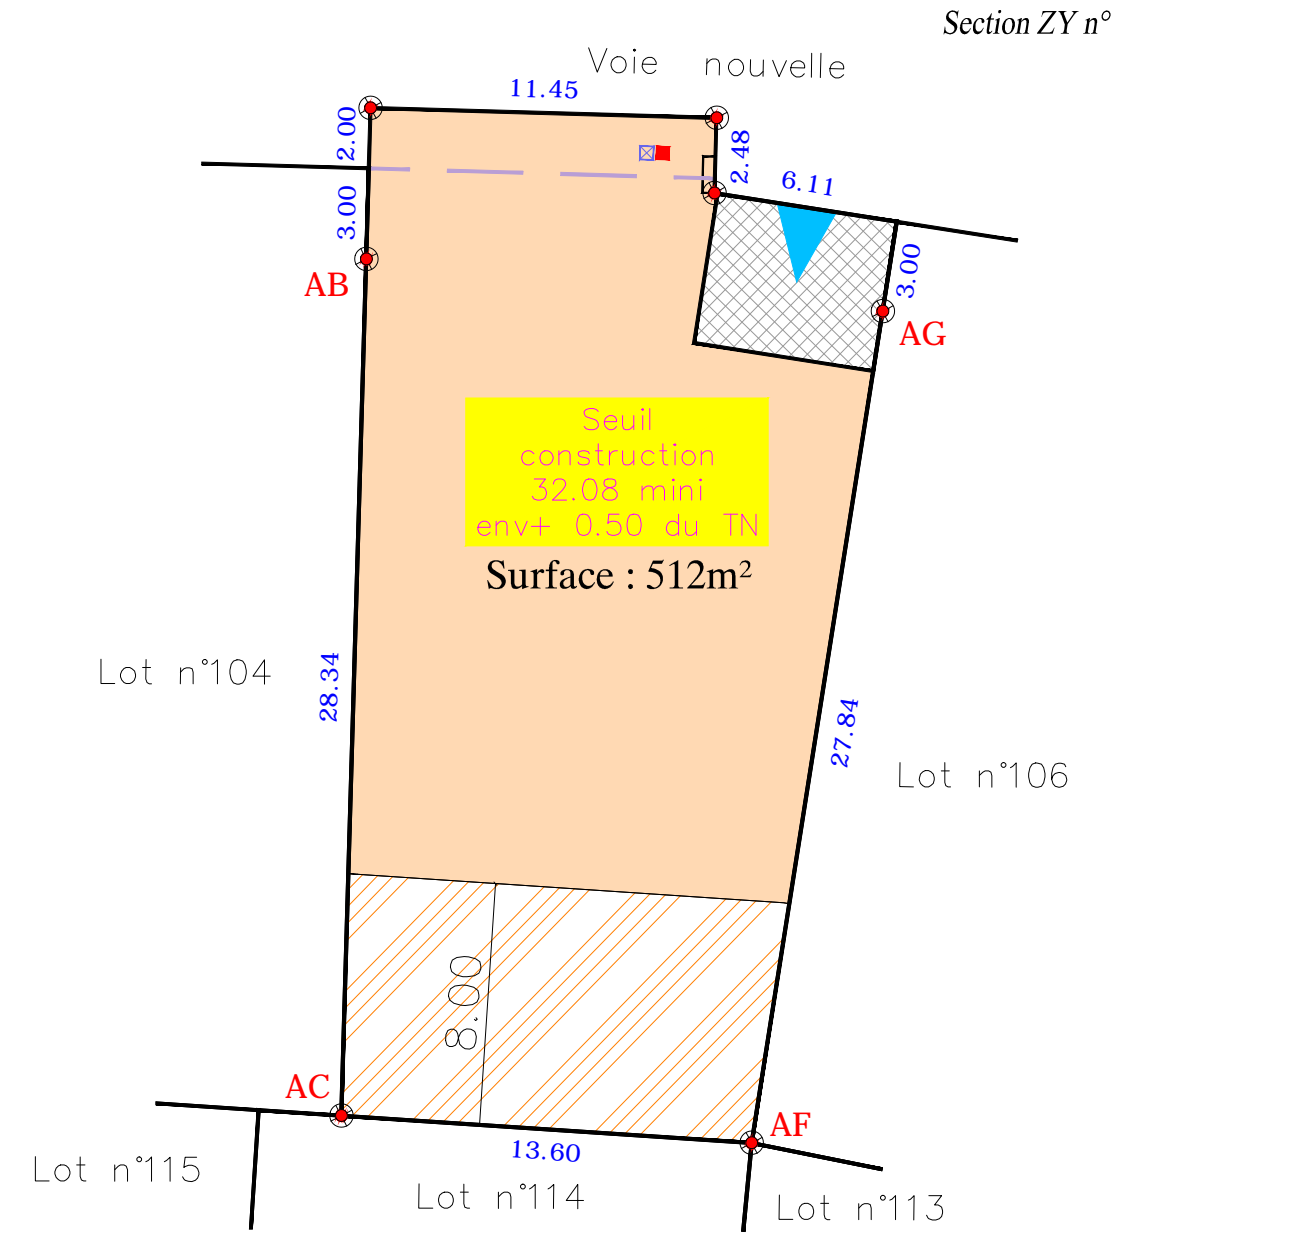 Section ZY n°
Voie nouvelle
11.45
2.00
2.48
6.11
3.00
3.00
AB
AG
Seuil
construction
32.08 mini
env+ 0.50 du TN
Surface : 512m²
Lot n°104
28.34
27.84
Lot n°106
8.00
AC
AF
13.60
Lot n°115
Lot n°114
Lot n°113